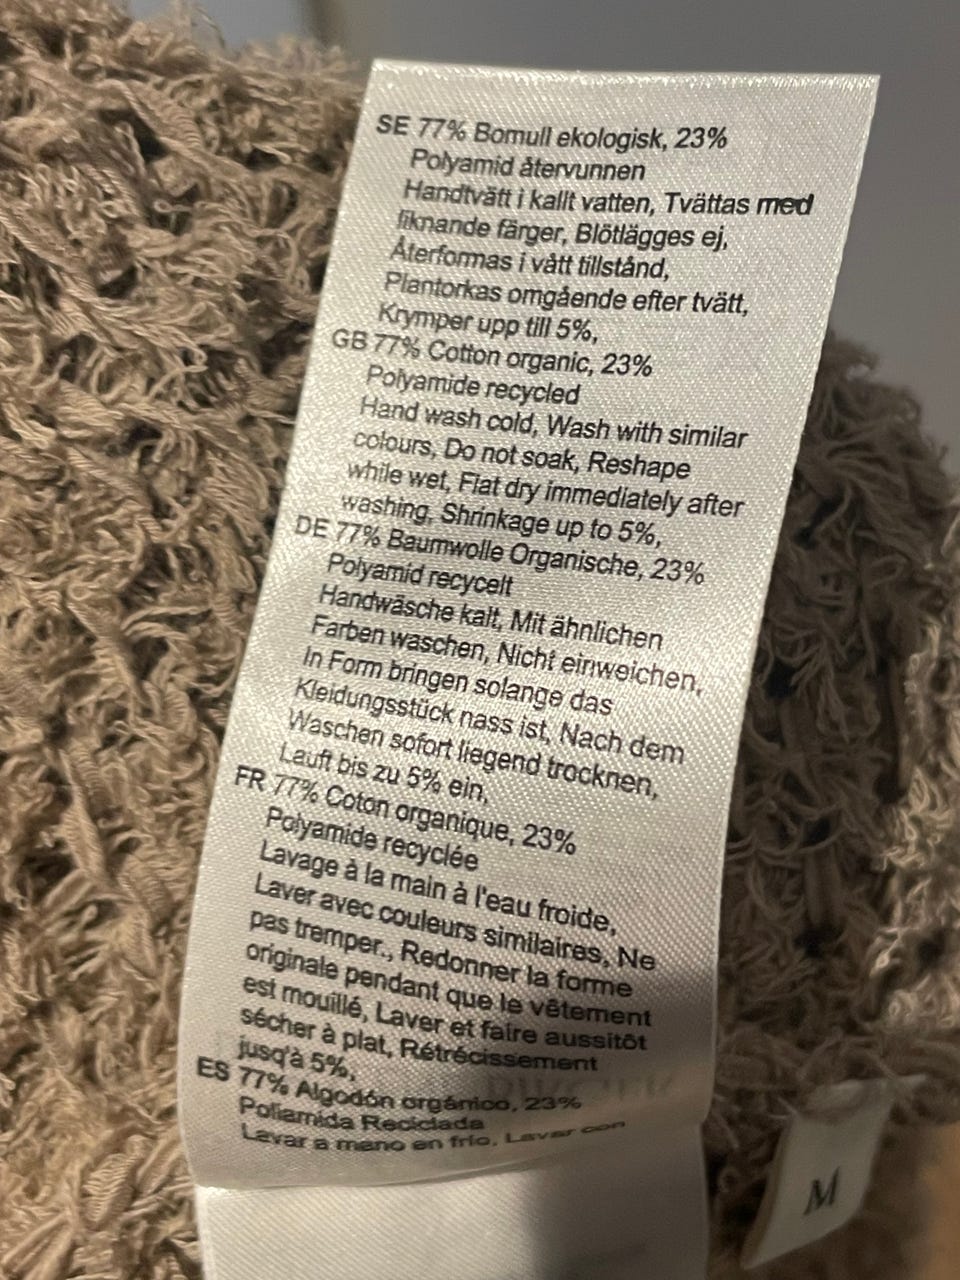 SE 77% Bomull ekologisk, 23%
Polyamid återvunnen
Handtvätt i kallt vatten, Tvättas med
liknande färger, Blötlägges ej,
Återformas i vått tillstånd,
Plantorkas omgående efter tvätt,
Krymper upp till 5%,
GB 77% Cotton organic, 23%
Polyamide recycled
Hand wash cold, Wash with similar
colours, Do not soak, Reshape
while wet, Flat dry immediately after
washing, Shrinkage up to 5%,
DE 77% Baumwolle Organische, 23%
Polyamid recycelt
Handwäsche kalt, Mit ähnlichen
Farben waschen, Nicht einweichen,
In Form bringen solange das
Kleidungsstück nass ist, Nach dem
Waschen sofort liegend trocknen,
Lauft bis zu 5% ein,
FR 77% Coton organique, 23%
Polyamide recyclée
Lavage à la main à l'eau froide,
Laver avec couleurs similaires, Ne
pas tremper., Redonner la forme
originale pendant que le vêtement
est mouillé, Laver et faire aussitôt
sécher à plat, Rétrécissement
jusq'à 5%,
ES 77% Algodón orgánico, 23%
Poliamida Reciclada
Lavar a mano en frío, Lavar con
M